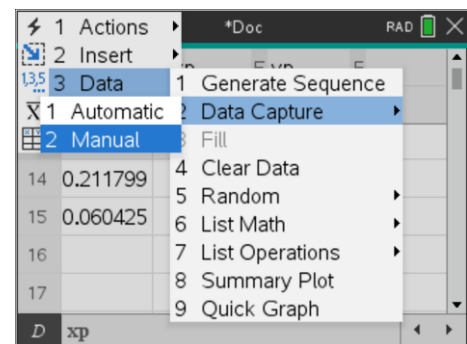 1 Actions
*Doc
RAD
2 Insert
3 Data
1 Generate Sequence
1 Automatic
2 Data Capture
2 Manual
3 Fill
14 0.211799
4 Clear Data
5 Random
15 0.060425
6 List Math
16
7 List Operations
8 Summary Plot
17
9 Quick Graph
D xp